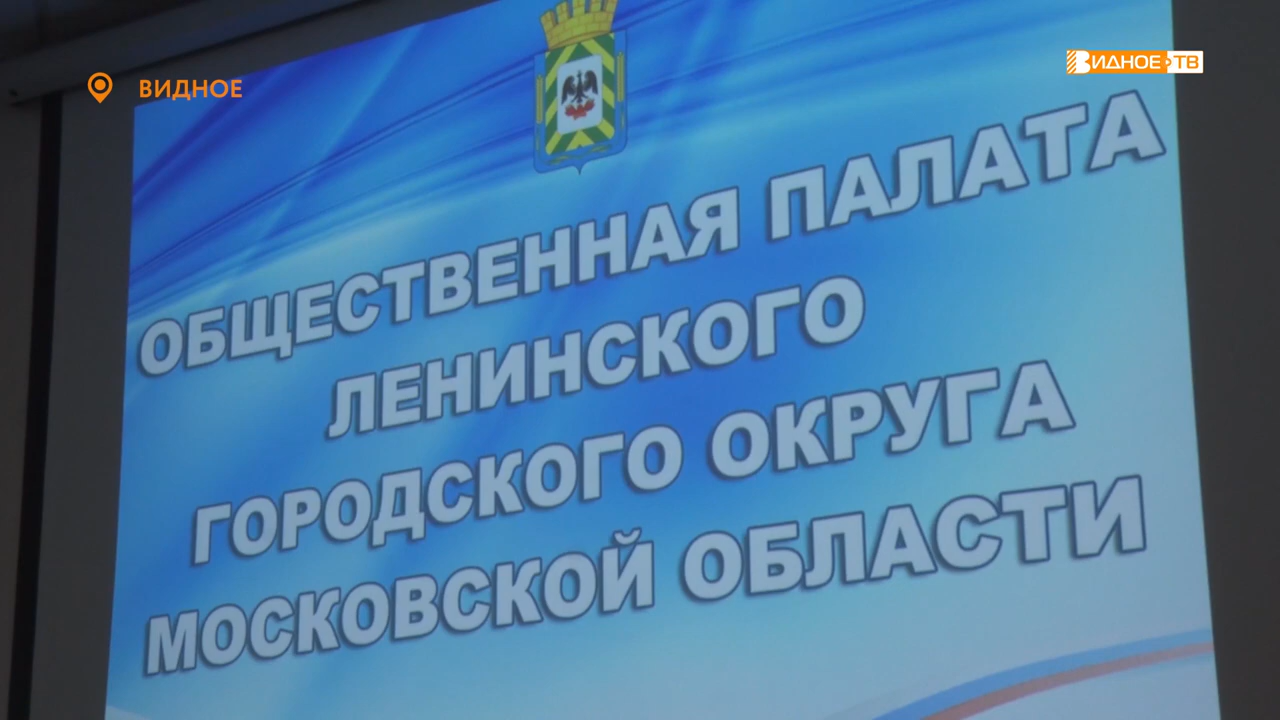 ВИДНОЕ
ВИДНОЕ ТВ
ОБЩЕСТВЕННАЯ ПАЛАТА
ЛЕНИНСКОГО
ГОРОДСКОГО ОКРУГА
МОСКОВСКОЙ ОБЛАСТИ